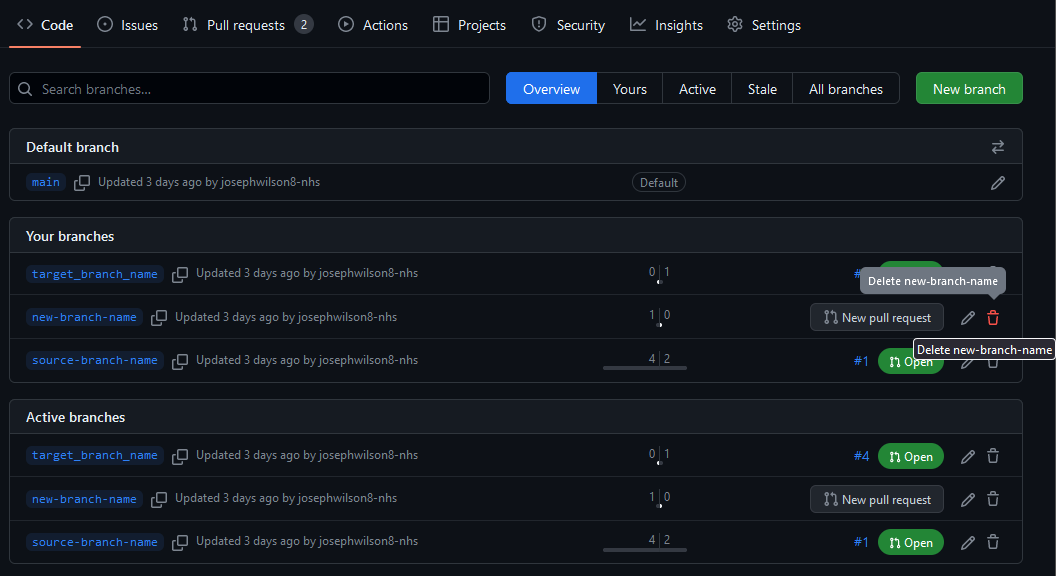 Code Issues Pull requests 2 Actions Projects Security Insights Settings
Search branches... Overview Yours Active Stale All branches New branch
Default branch
main Updated 3 days ago by josephwilson8-nhs Default
Your branches
target_branch_name Updated 3 days ago by josephwilson8-nhs 0 1 #
Delete new-branch-name
new-branch-name Updated 3 days ago by josephwilson8-nhs 1 0 New pull request
Delete new-branch-name
source-branch-name Updated 3 days ago by josephwilson8-nhs 4 2 #1 Open
Active branches
target_branch_name Updated 3 days ago by josephwilson8-nhs 0 1 #4 Open
new-branch-name Updated 3 days ago by josephwilson8-nhs 1 0 New pull request
source-branch-name Updated 3 days ago by josephwilson8-nhs 4 2 #1 Open